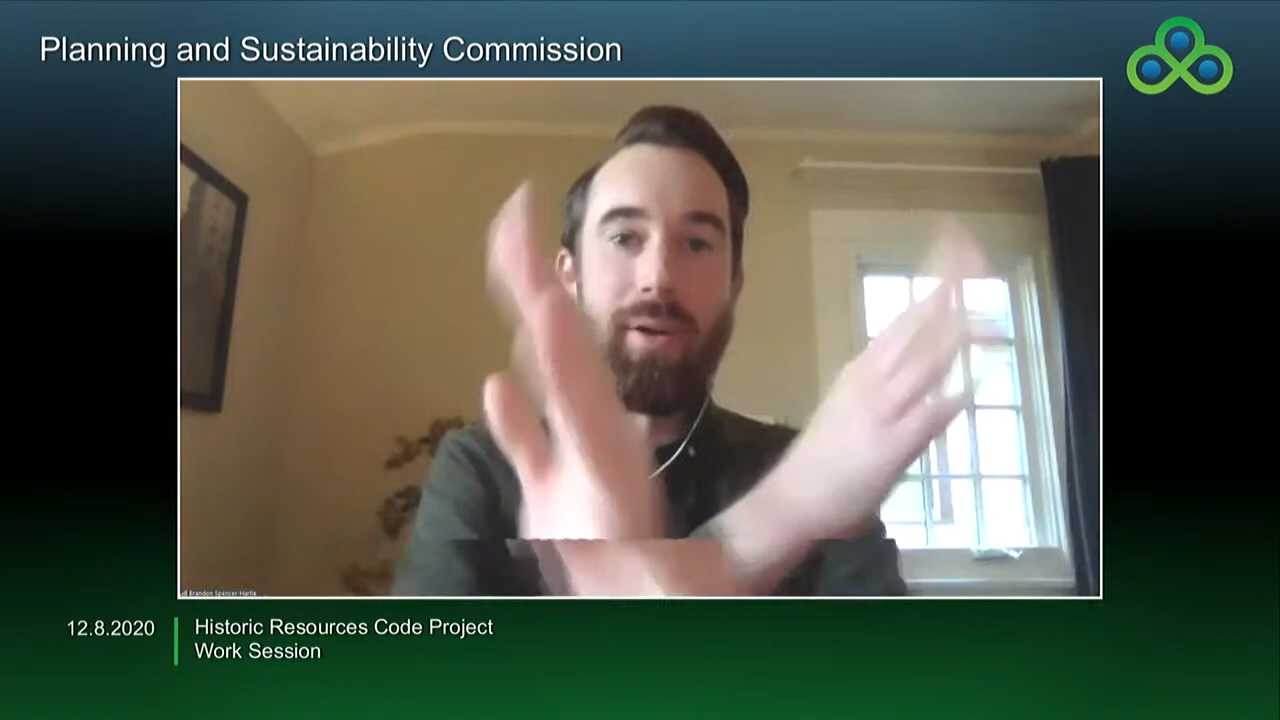 Planning and Sustainability Commission
Brandon Spencer-Hartle
12.8.2020
Historic Resources Code Project
Work Session